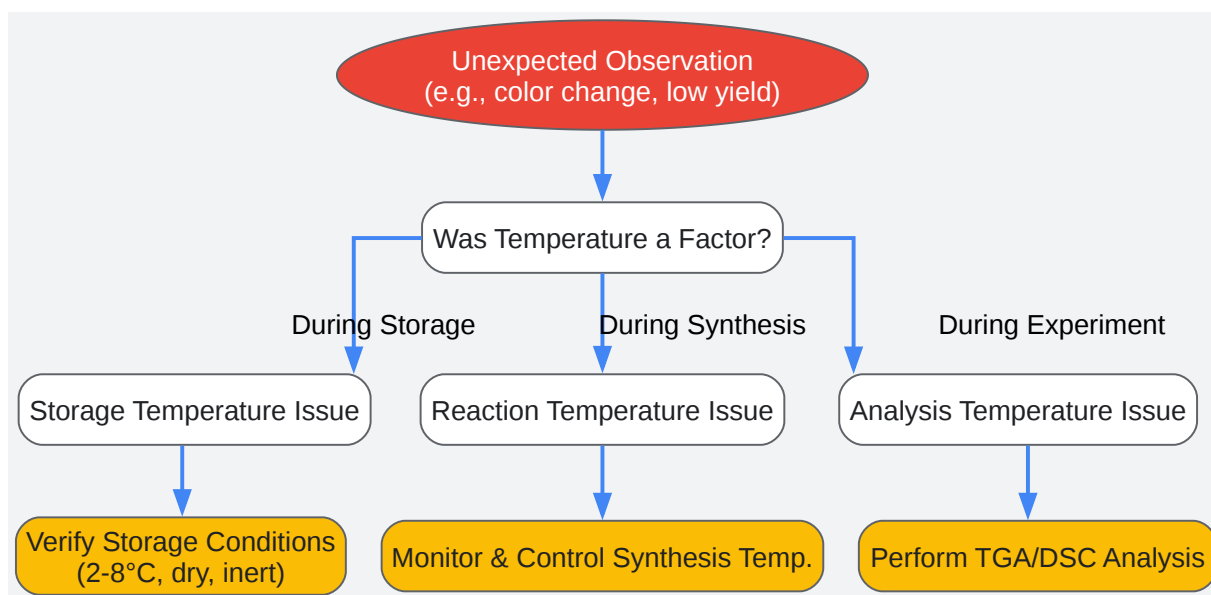 Unexpected Observation
(e.g., color change, low yield)
Was Temperature a Factor?
During Storage
During Synthesis
During Experiment
Storage Temperature Issue
Reaction Temperature Issue
Analysis Temperature Issue
Verify Storage Conditions
(2-8°C, dry, inert)
Monitor & Control Synthesis Temp.
Perform TGA/DSC Analysis